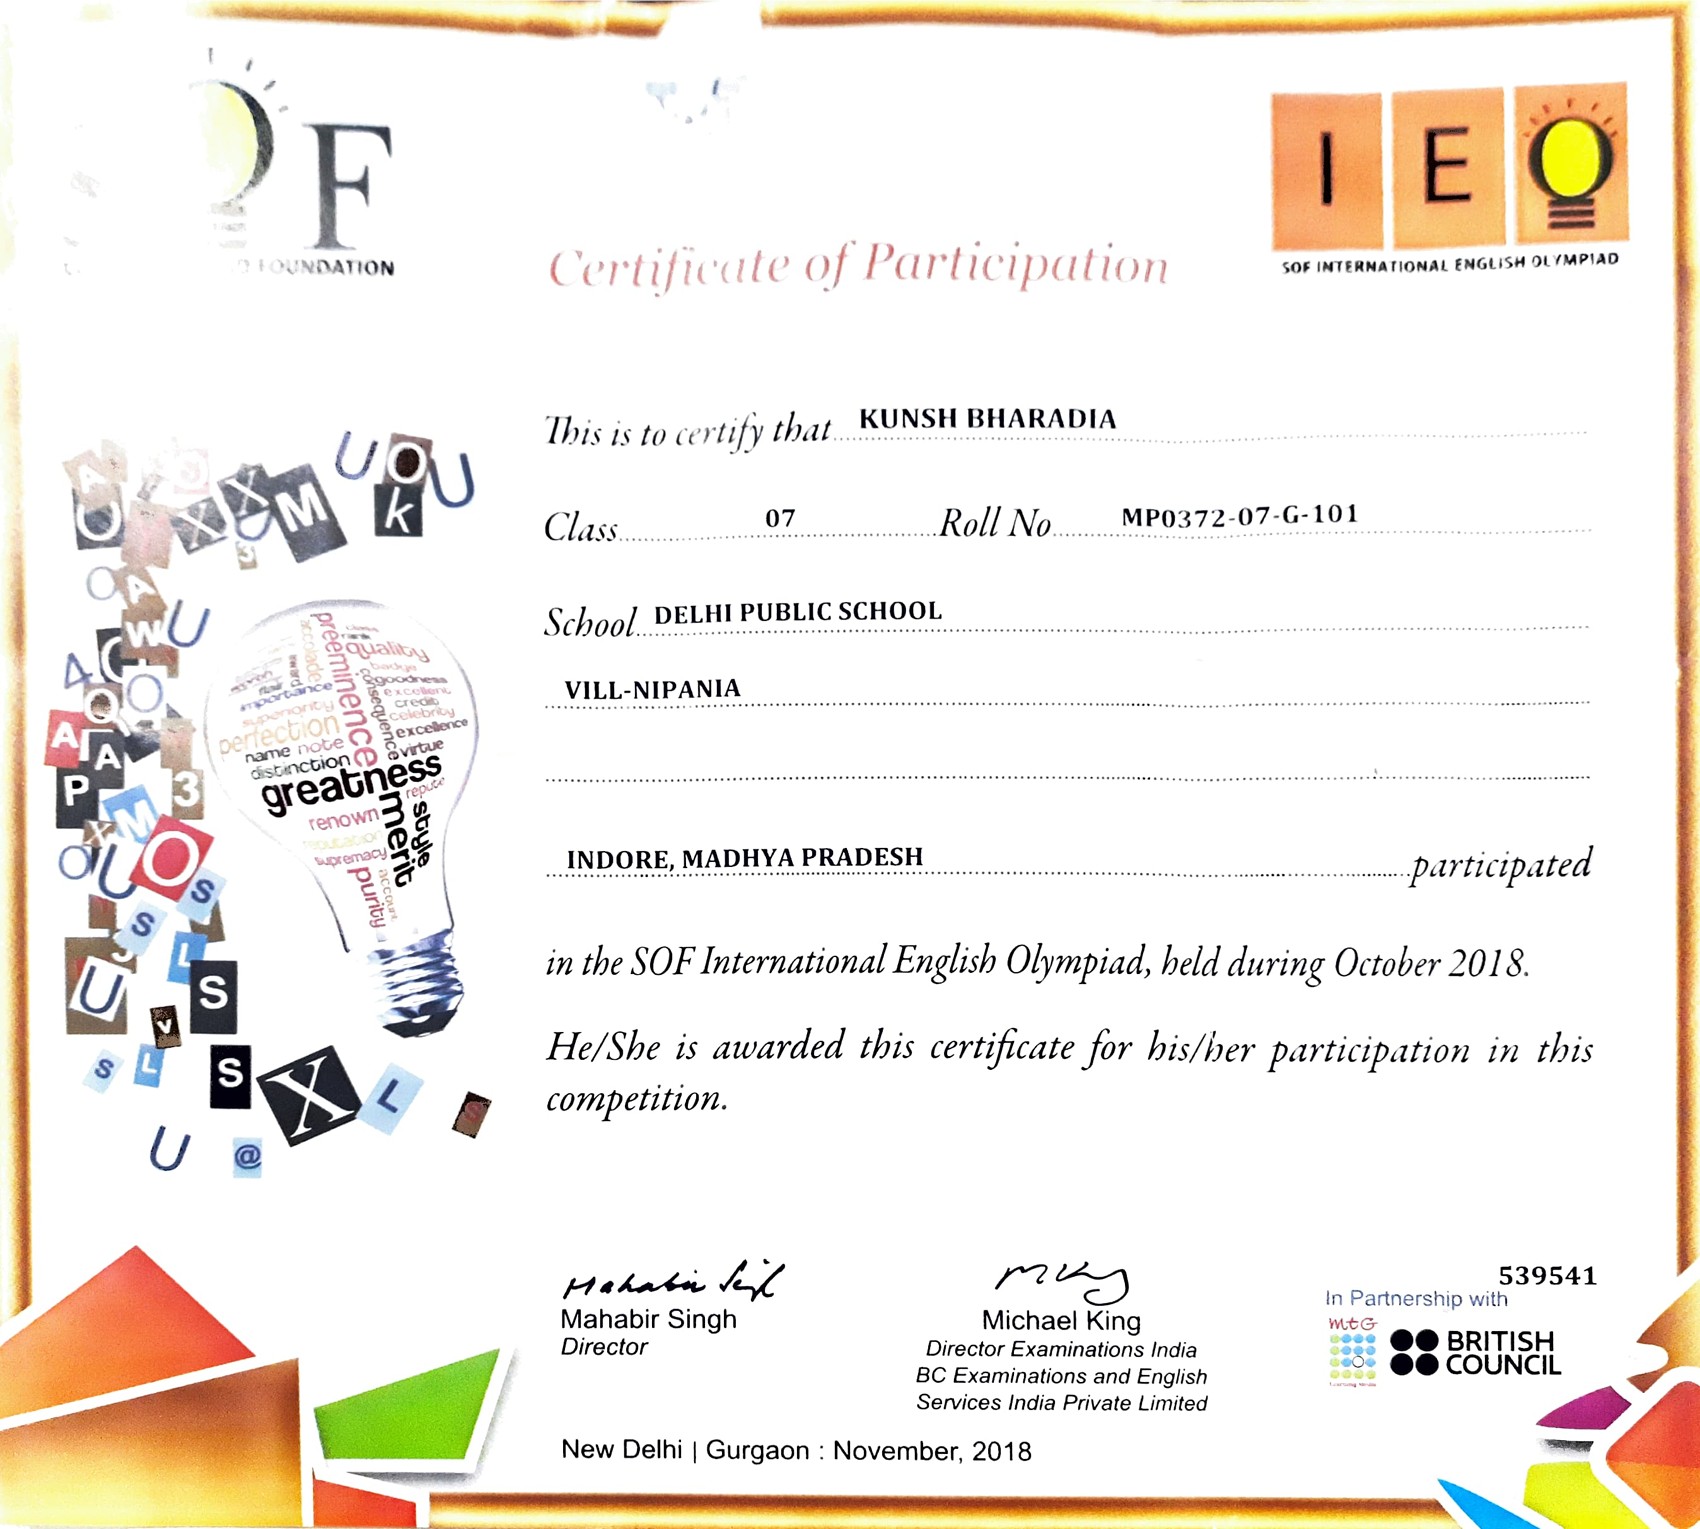 F
FOUNDATION
I E O
SOF INTERNATIONAL ENGLISH OLYMPIAD
Certificate of Participation
This is to certify that KUNSH BHARADIA
Class 07 Roll No MP0372-07-G-101
School DELHI PUBLIC SCHOOL
VILL-NIPANIA
INDORE, MADHYA PRADESH participated
in the SOF International English Olympiad, held during October 2018.
He/She is awarded this certificate for his/her participation in this
competition.
preeminence
accolade
quality
badge
goodness
importance
excellent
superiority
credit
celebrity
consequence
perfection
excellence
name note
virtue
distinction
greatness
repute
renown
merit
style
reputation
supremacy
purity
account
A S X X M U O U
U k
3
O A
W U
4
O O
A A
P 3
M
X
O U O S
S
L
U S
v
S L S X L S
U @
Mahabir Singh
Mahabir Singh
Director
MKing
Michael King
Director Examinations India
BC Examinations and English
Services India Private Limited
539541
In Partnership with
mtG
BRITISH
COUNCIL
New Delhi | Gurgaon : November, 2018